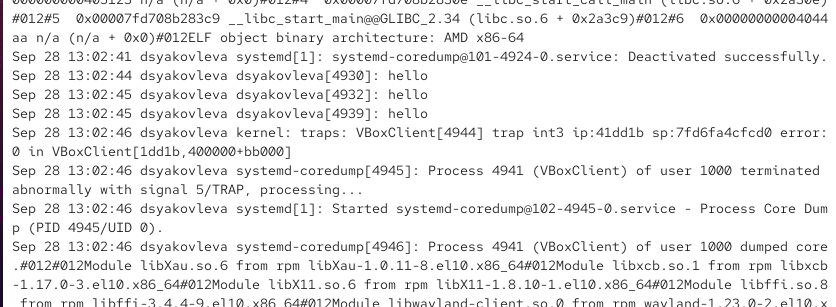 #012#5  0x00007fd708b283c9 __libc_start_main@@GLIBC_2.34 (libc.so.6 + 0x2a3c9)#012#6  0x00000000004044
aa n/a (n/a + 0x0)#012ELF object binary architecture: AMD x86-64
Sep 28 13:02:45 dsyakovleva systemd[1]: systemd-coredump@101-4924-0.service: Deactivated successfully.
Sep 28 13:02:44 dsyakovleva dsyakovleva[4930]: hello
Sep 28 13:02:45 dsyakovleva dsyakovleva[4932]: hello
Sep 28 13:02:45 dsyakovleva dsyakovleva[4939]: hello
Sep 28 13:02:46 dsyakovleva kernel: traps: VBoxClient[4944] trap int3 ip:41dd1b sp:7fd6fa4cfcd0 error:
0 in VBoxClient[1dd1b,400000+bb000]
Sep 28 13:02:46 dsyakovleva systemd-coredump[4945]: Process 4941 (VBoxClient) of user 1000 terminated
abnormally with signal 5/TRAP, processing...
Sep 28 13:02:46 dsyakovleva systemd[1]: Started systemd-coredump@102-4945-0.service - Process Core Dum
p (PID 4945/UID 0).
Sep 28 13:02:46 dsyakovleva systemd-coredump[4946]: Process 4941 (VBoxClient) of user 1000 dumped core
.#012#012Module libXau.so.6 from rpm libXau-1.0.11-8.el10.x86_64#012Module libxcb.so.1 from rpm libxcb
-1.17.0-3.el10.x86_64#012Module libX11.so.6 from rpm libX11-1.8.10-1.el10.x86_64#012Module libffi.so.8
from rpm libffi-3.4.4-9.el10.x86_64#012Module libwayland-client.so.0 from rpm wayland-1.23.0-2.el10.x